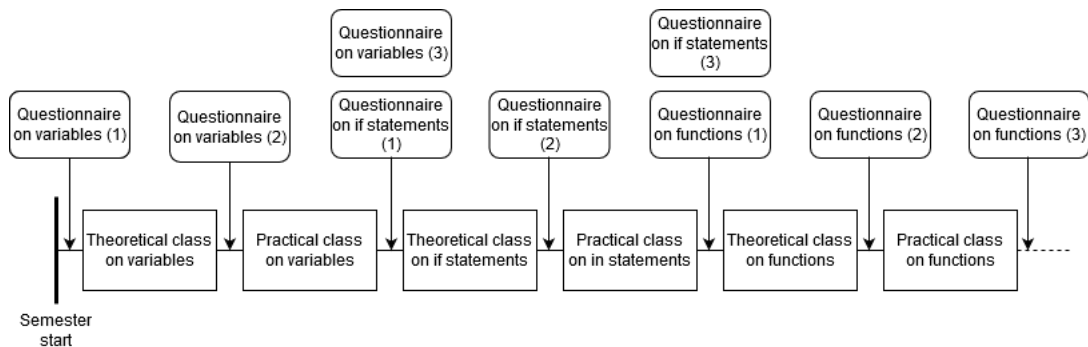 Questionnaire
on variables (3)
Questionnaire
on if statements
(3)
Questionnaire
on variables (1)
Questionnaire
on variables (2)
Questionnaire
on if statements
(1)
Questionnaire
on if statements
(2)
Questionnaire
on functions (1)
Questionnaire
on functions (2)
Questionnaire
on functions (3)
Theoretical class
on variables
Practical class
on variables
Theoretical class
on if statements
Practical class
on in statements
Theoretical class
on functions
Practical class
on functions
Semester
start